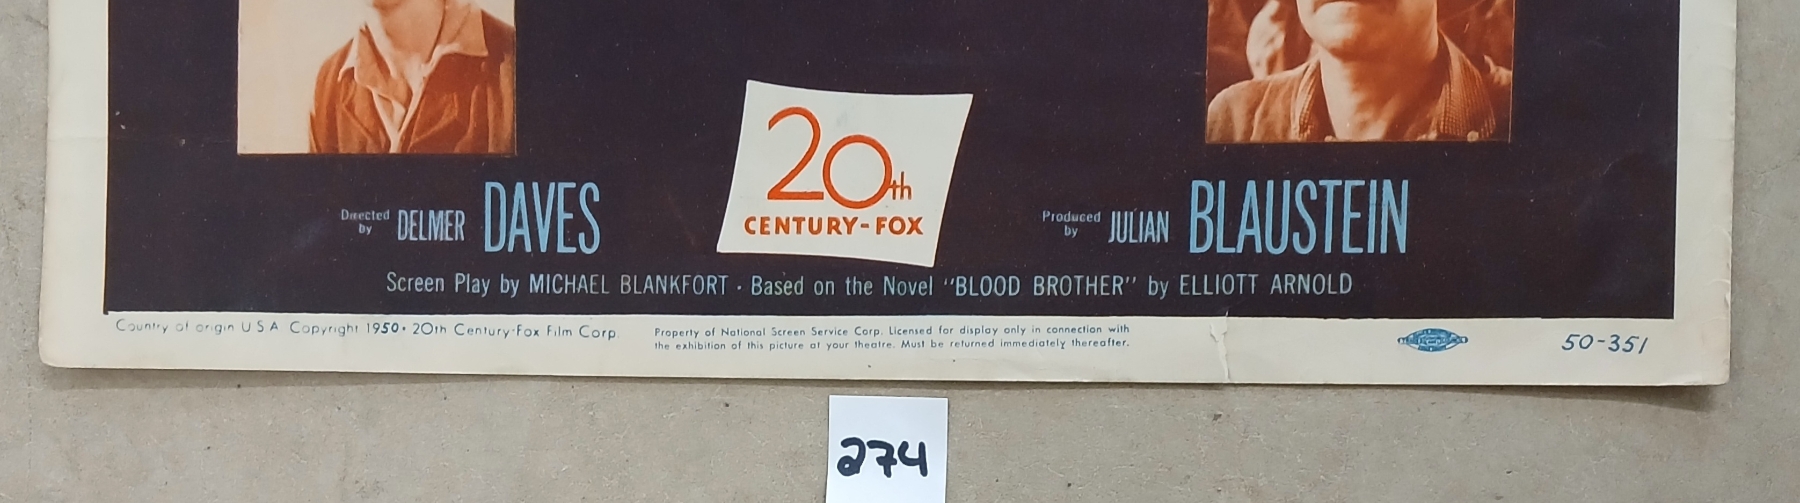 20th
CENTURY-FOX
Directed by DELMER DAVES
Produced by JULIAN BLAUSTEIN
Screen Play by MICHAEL BLANKFORT · Based on the Novel "BLOOD BROTHER" by ELLIOTT ARNOLD
Country of origin U S A Copyright 1950 · 20th Century-Fox Film Corp.
Property of National Screen Service Corp. Licensed for display only in connection with
the exhibition of this picture at your theatre. Must be returned immediately thereafter.
50-351
274